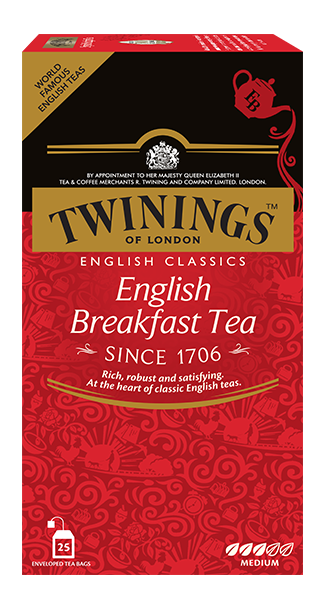 WORLD
FAMOUS
ENGLISH TEAS
EB
BY APPOINTMENT TO HER MAJESTY QUEEN ELIZABETH II
TEA & COFFEE MERCHANTS R. TWINING AND COMPANY LIMITED. LONDON.
TWININGS™
OF LONDON
ENGLISH CLASSICS
English
Breakfast Tea
SINCE 1706
Rich, robust and satisfying.
At the heart of classic English teas.
25
ENVELOPED TEA BAGS
MEDIUM